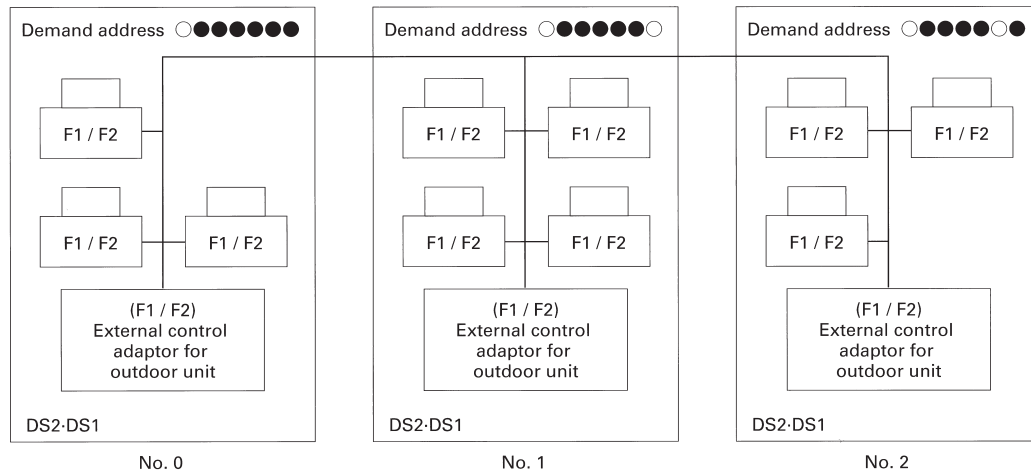 Demand address ○●●●●●●
F1 / F2
F1 / F2
F1 / F2
(F1 / F2)
External control
adaptor for
outdoor unit
DS2·DS1
No. 0
Demand address ○●●●●●○
F1 / F2
F1 / F2
F1 / F2
F1 / F2
(F1 / F2)
External control
adaptor for
outdoor unit
DS2·DS1
No. 1
Demand address ○●●●●○●
F1 / F2
F1 / F2
F1 / F2
(F1 / F2)
External control
adaptor for
outdoor unit
DS2·DS1
No. 2